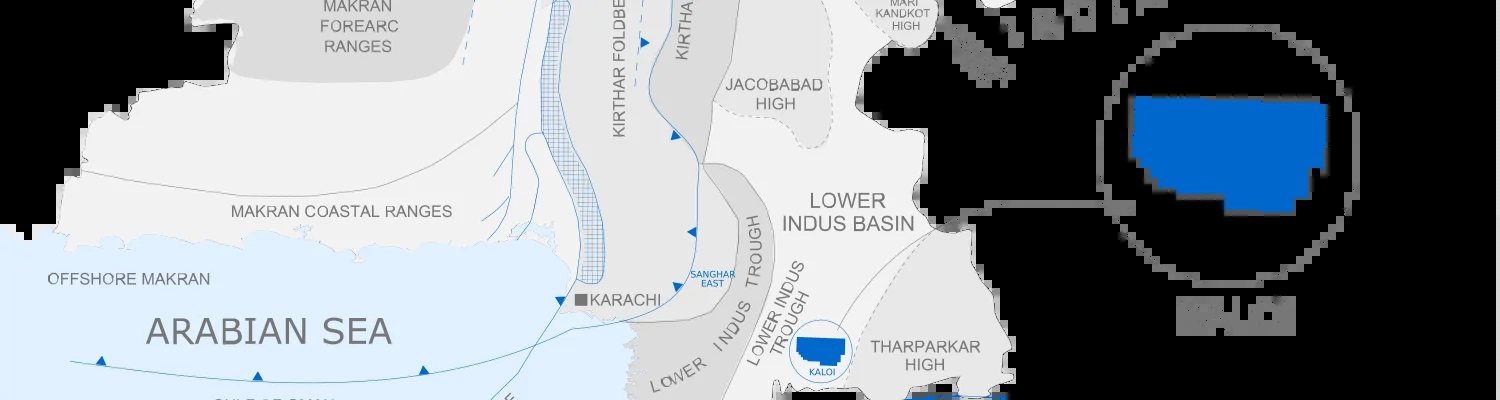 MAKRAN
FOREARC
RANGES
KIRTHAR FOLDBE
KIRTHA
MARI
KANDKOT
HIGH
JACOBABAD
HIGH
MAKRAN COASTAL RANGES
LOWER
INDUS BASIN
OFFSHORE MAKRAN
SANGHAR
EAST
KARACHI
ARABIAN SEA
LOWER INDUS TROUGH
LOWER INDUS
TROUGH
THARPARKAR
HIGH
KALOI